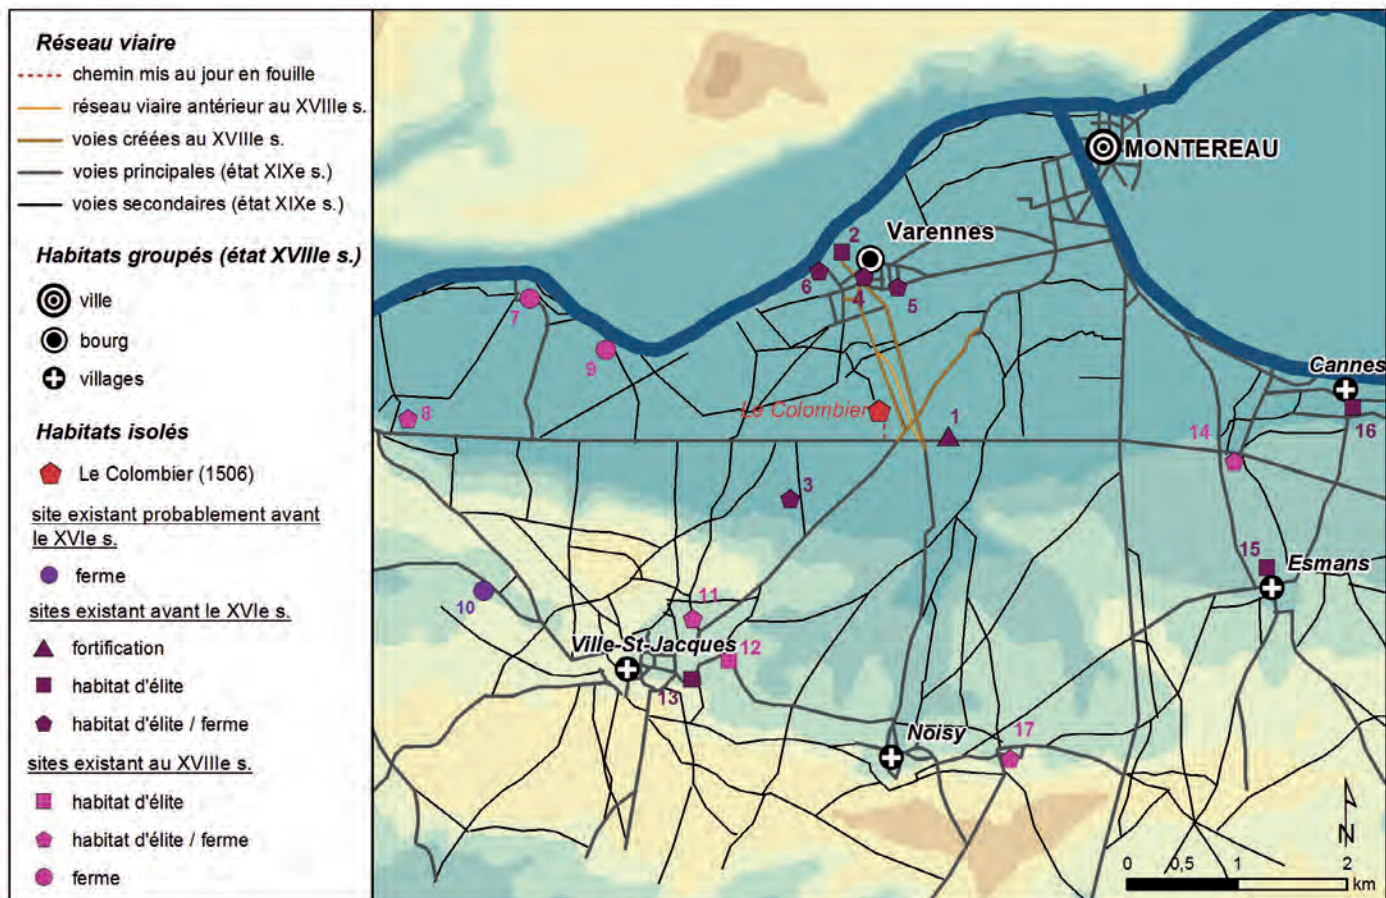 Réseau viaire
chemin mis au jour en fouille
réseau viaire antérieur au XVIIIe s.
voies créées au XVIIIe s.
voies principales (état XIXe s.)
voies secondaires (état XIXe s.)
Habitats groupés (état XVIIIe s.)
ville
bourg
villages
Habitats isolés
Le Colombier (1506)
site existant probablement avant
le XVIe s.
ferme
sites existant avant le XVIe s.
fortification
habitat d'élite
habitat d'élite / ferme
sites existant au XVIIIe s.
habitat d'élite
habitat d'élite / ferme
ferme
MONTEREAU
Varennes
2
6
4
5
7
9
Cannes
8
Le Colombier
1
14
16
3
15
Esmans
10
11
Ville-St-Jacques
12
13
Noisy
17
N
0 0,5 1 2
km